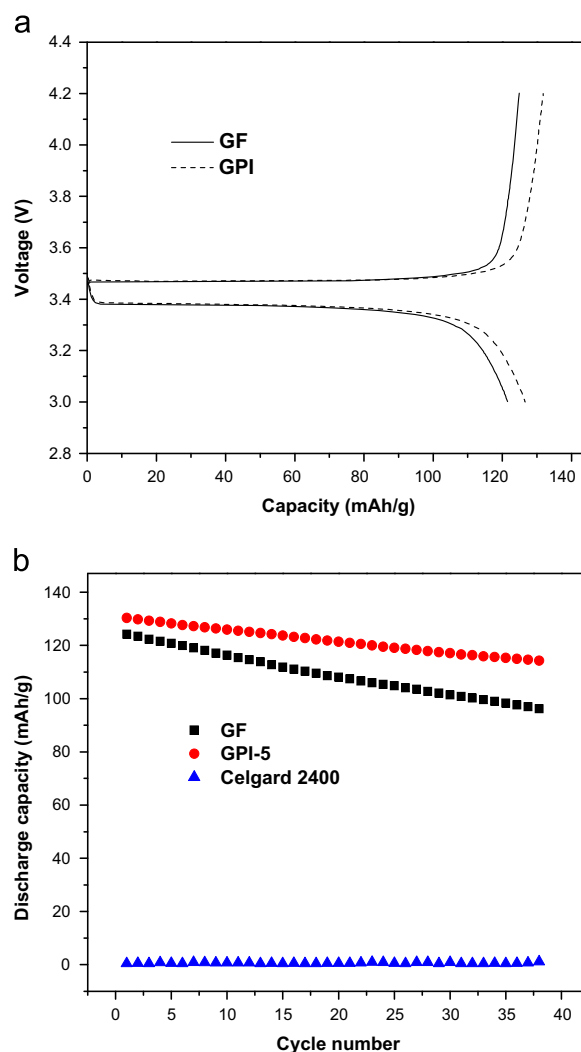 a
4.4
4.2
4.0
3.8
3.6
3.4
3.2
3.0
2.8
Voltage (V)
GF
GPI
0 20 40 60 80 100 120 140
Capacity (mAh/g)
b
140
120
100
80
60
40
20
0
Discharge capacity (mAh/g)
GF
GPI-5
Celgard 2400
0 5 10 15 20 25 30 35 40
Cycle number